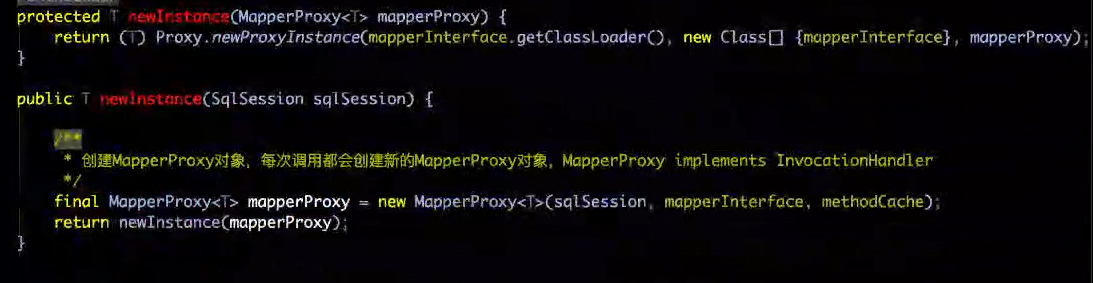 protected T newInstance(MapperProxy<T> mapperProxy) {
return (T) Proxy.newProxyInstance(mapperInterface.getClassLoader(), new Class[] {mapperInterface}, mapperProxy);
}
public T newInstance(SqlSession sqlSession) {
/**
* 创建MapperProxy对象，每次调用都会创建新的MapperProxy对象，MapperProxy implements InvocationHandler
*/
final MapperProxy<T> mapperProxy = new MapperProxy<T>(sqlSession, mapperInterface, methodCache);
return newInstance(mapperProxy);
}